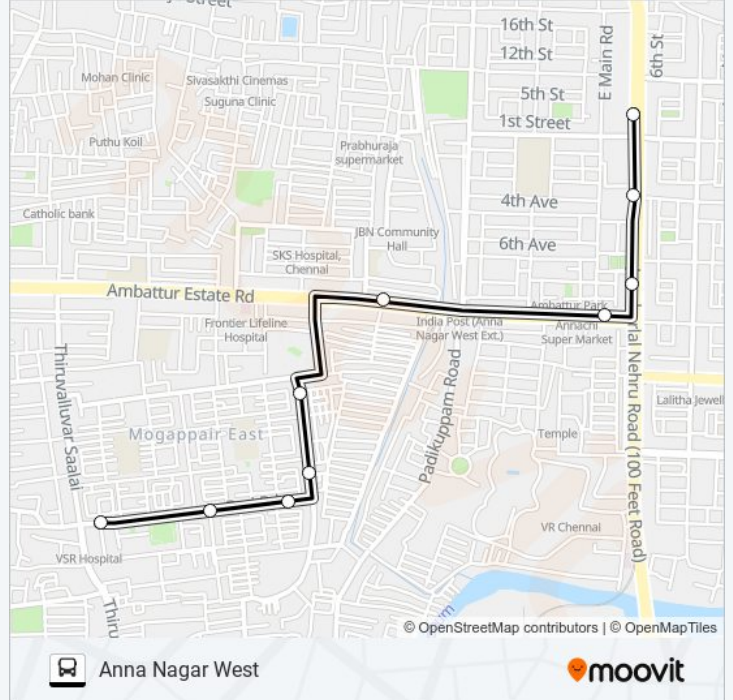 Street
16th St
12th St
E Main Rd
6th St
Mohan Clinic
Sivasakthi Cinemas
Suguna Clinic
5th St
1st Street
Puthu Koil
Prabhuraja
supermarket
4th Ave
Catholic bank
JBN Community
Hall
6th Ave
SKS Hospital,
Chennai
Ambattur Estate Rd
Ambattur Park
Frontier Lifeline
Hospital
India Post (Anna
Nagar West Ext.)
Annachi
Super Market
Thiruvalluvar Saalai
Padikuppam Road
rlal Nehru Road (100 Feet Road)
Lalitha Jewell
Mogappair East
Temple
VR Chennai
VSR Hospital
Thiru
© OpenStreetMap contributors | © OpenMapTiles
Anna Nagar West
moovit